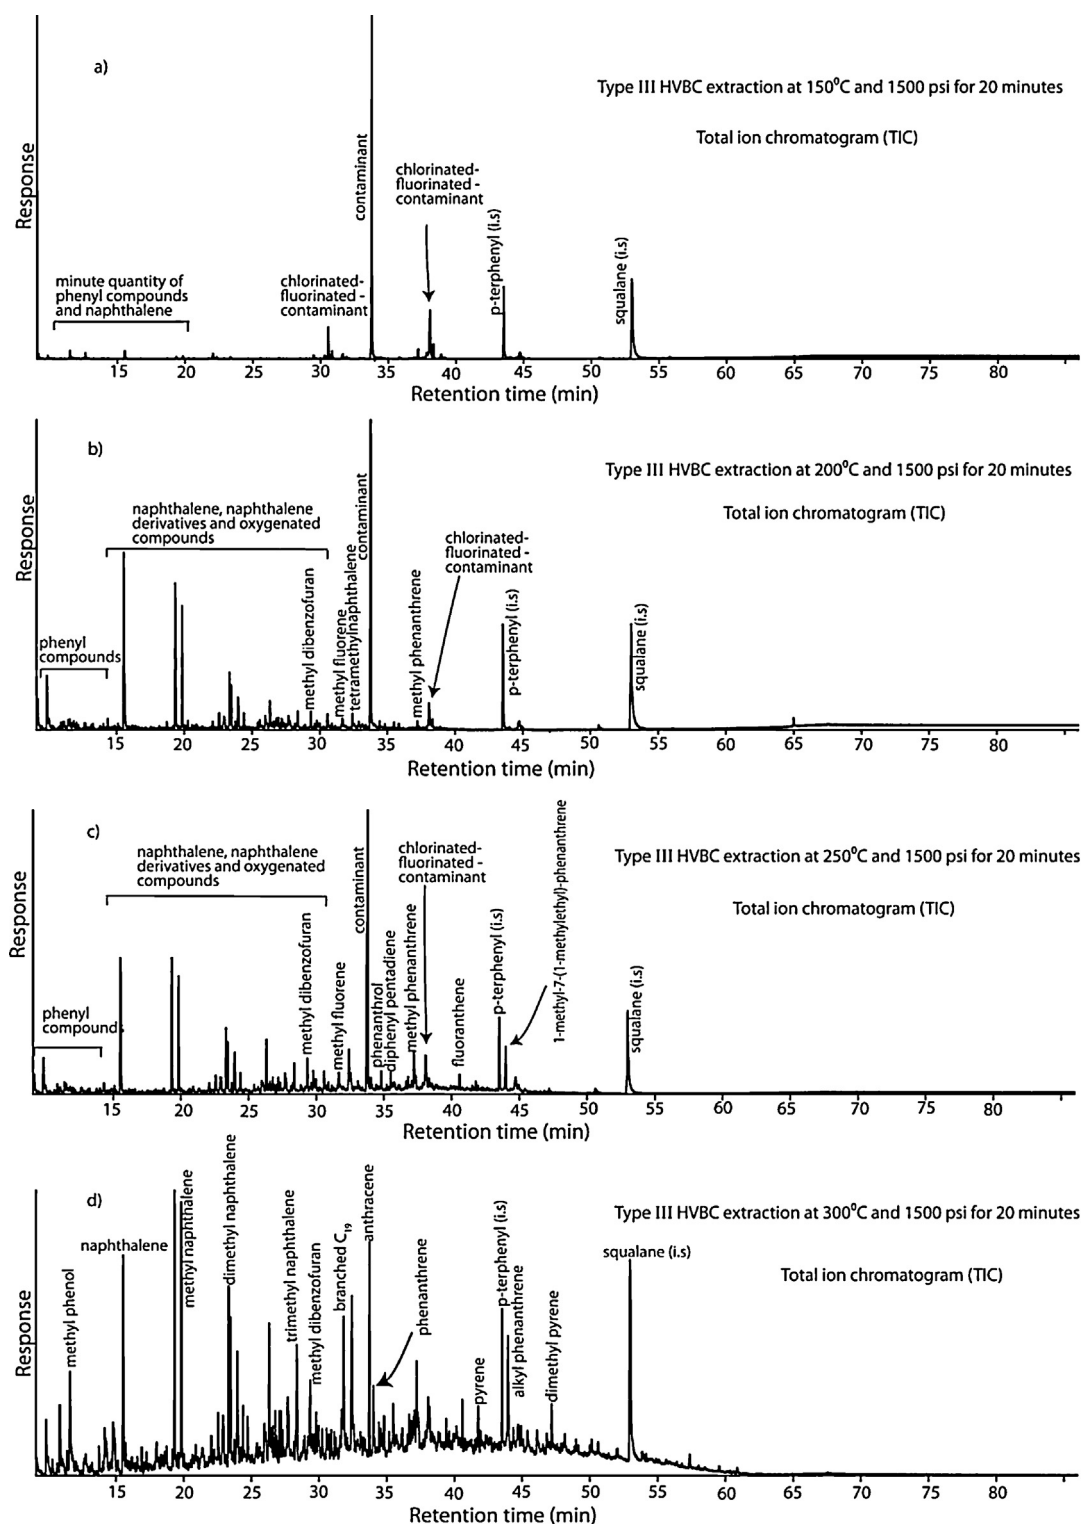 a)
Type III HVBC extraction at 150⁰C and 1500 psi for 20 minutes
Total ion chromatogram (TIC)
Response
minute quantity of
phenyl compounds
and naphthalene
chlorinated-
fluorinated -
contaminant
contaminant
chlorinated-
fluorinated -
contaminant
p-terphenyl (i.s)
squalane (i.s)
15 20 25 30 35 40 45 50 55 60 65 70 75 80
Retention time (min)
b)
Type III HVBC extraction at 200⁰C and 1500 psi for 20 minutes
Total ion chromatogram (TIC)
Response
phenyl
compounds
naphthalene, naphthalene
derivatives and oxygenated
compounds
methyl dibenzofuran
methyl fluorene
tetramethylnaphthalene
contaminant
methyl phenanthrene
chlorinated-
fluorinated -
contaminant
p-terphenyl (i.s)
squalane (i.s)
15 20 25 30 35 40 45 50 55 60 65 70 75 80
Retention time (min)
c)
Type III HVBC extraction at 250⁰C and 1500 psi for 20 minutes
Total ion chromatogram (TIC)
Response
phenyl
compounds
naphthalene, naphthalene
derivatives and oxygenated
compounds
methyl dibenzofuran
methyl fluorene
contaminant
phenanthrol
diphenyl pentadiene
methyl phenanthrene
chlorinated-
fluorinated -
contaminant
fluoranthene
p-terphenyl (i.s)
1-methyl-7-(1-methylethyl)-phenanthrene
squalane (i.s)
15 20 25 30 35 40 45 50 55 60 65 70 75 80
Retention time (min)
d)
Type III HVBC extraction at 300⁰C and 1500 psi for 20 minutes
Total ion chromatogram (TIC)
Response
methyl phenol
naphthalene
methyl naphthalene
dimethyl naphthalene
trimethyl naphthalene
methyl dibenzofuran
branched C₁₉
anthracene
phenanthrene
pyrene
p-terphenyl (i.s)
alkyl phenanthrene
dimethyl pyrene
squalane (i.s)
15 20 25 30 35 40 45 50 55 60 65 70 75 80
Retention time (min)